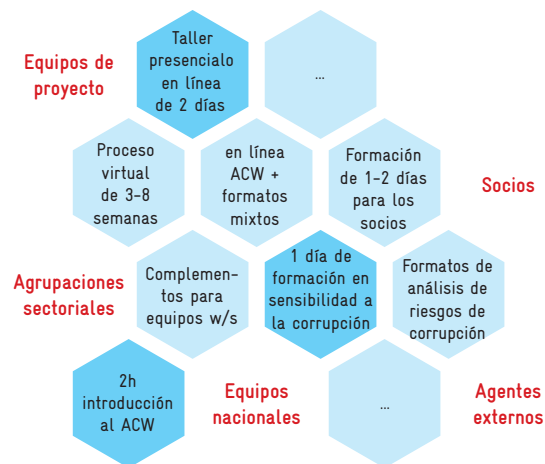 Equipos de
proyecto
Taller
presencialo
en línea
de 2 días
...
Proceso
virtual
de 3-8
semanas
en línea
ACW +
formatos
mixtos
Formación
de 1-2 días
para los
socios
Socios
Agrupaciones
sectoriales
Complemen-
tos para
equipos w/s
1 día de
formación en
sensibilidad a
la corrupción
Formatos de
análisis de
riesgos de
corrupción
2h
introducción
al ACW
Equipos
nacionales
...
Agentes
externos